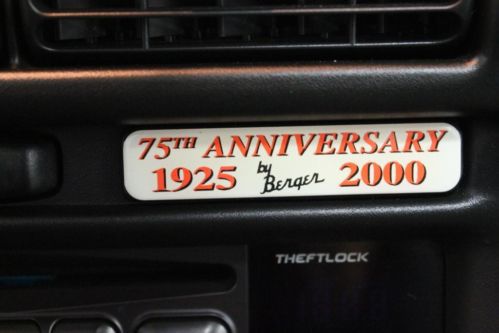 75TH ANNIVERSARY
1925 by Berger 2000
THEFTLOCK